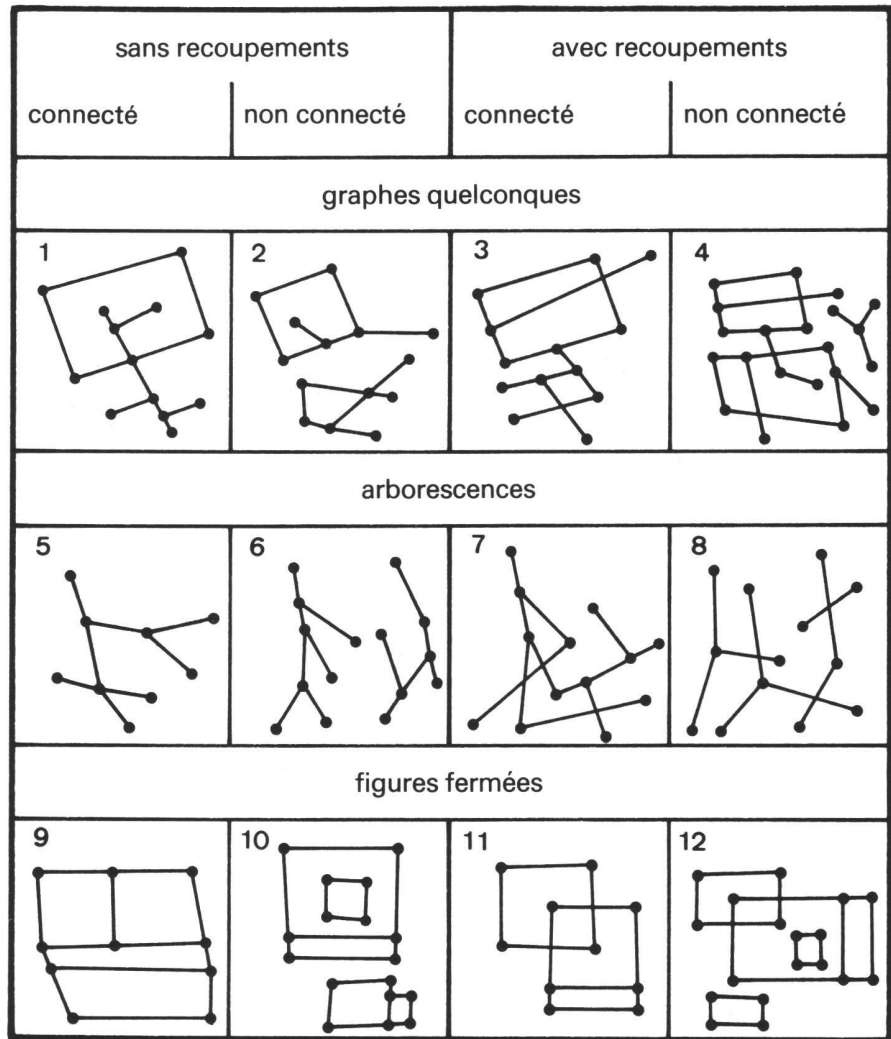 sans recoupements avec recoupements
connecté non connecté connecté non connecté
graphes quelconques
1 2 3 4
arborescences
5 6 7 8
figures fermées
9 10 11 12